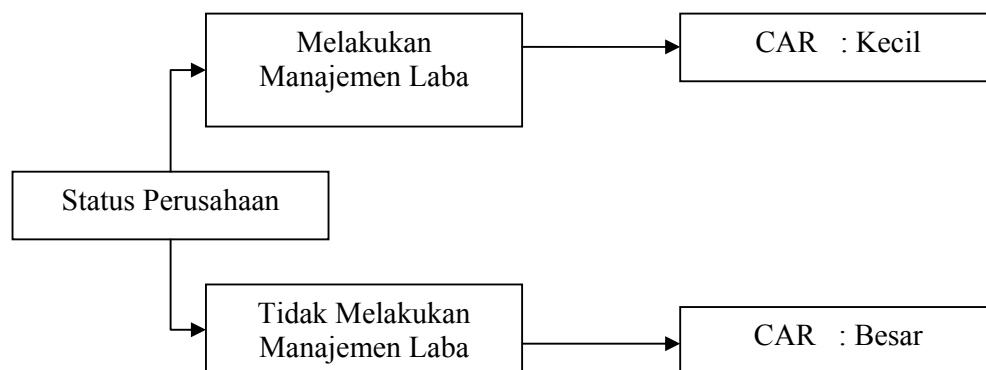 Melakukan
Manajemen Laba
CAR : Kecil
Status Perusahaan
Tidak Melakukan
Manajemen Laba
CAR : Besar